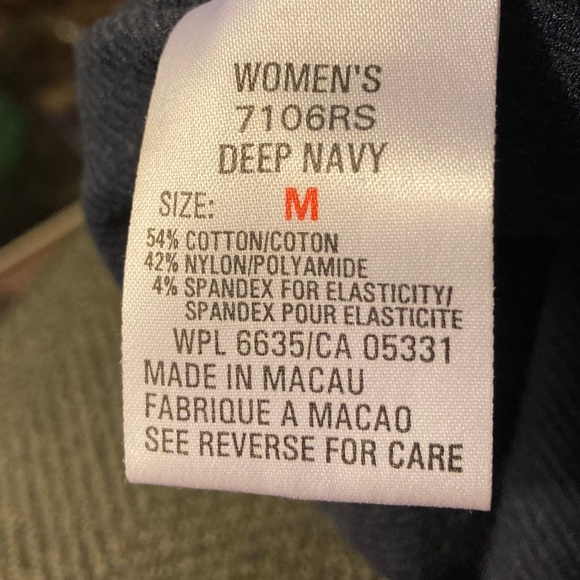 WOMEN'S
7106RS
DEEP NAVY
SIZE: M
54% COTTON/COTON
42% NYLON/POLYAMIDE
4% SPANDEX FOR ELASTICITY/
SPANDEX POUR ELASTICITE
WPL 6635/CA 05331
MADE IN MACAU
FABRIQUE A MACAO
SEE REVERSE FOR CARE